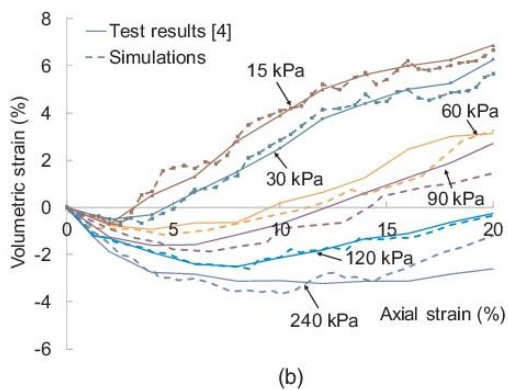 8
Test results [4]
Simulations
6
15 kPa
4
60 kPa
2
30 kPa
90 kPa
0
0 5 10 15 20
-2
120 kPa
-4
240 kPa
Axial strain (%)
-6
Volumetric strain (%)
(b)